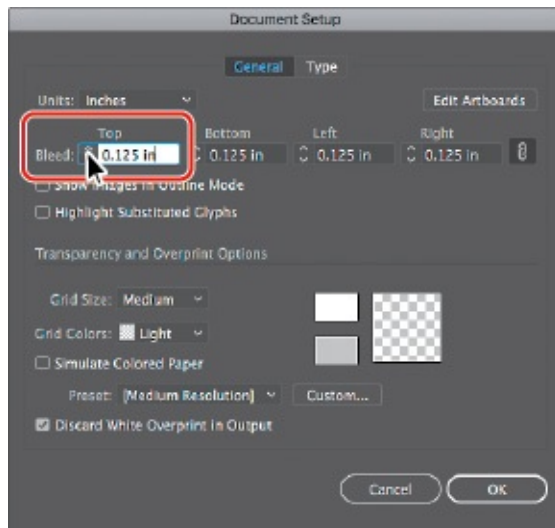 Document Setup
General Type
Units: Inches
Edit Artboards
Top Bottom Left Right
Bleed: 0.125 in 0.125 in 0.125 in 0.125 in
Show Images in Outline Mode
Highlight Substituted Glyphs
Transparency and Overprint Options
Grid Size: Medium
Grid Colors: Light
Simulate Colored Paper
Preset: [Medium Resolution] Custom...
Discard White Overprint in Output
Cancel OK